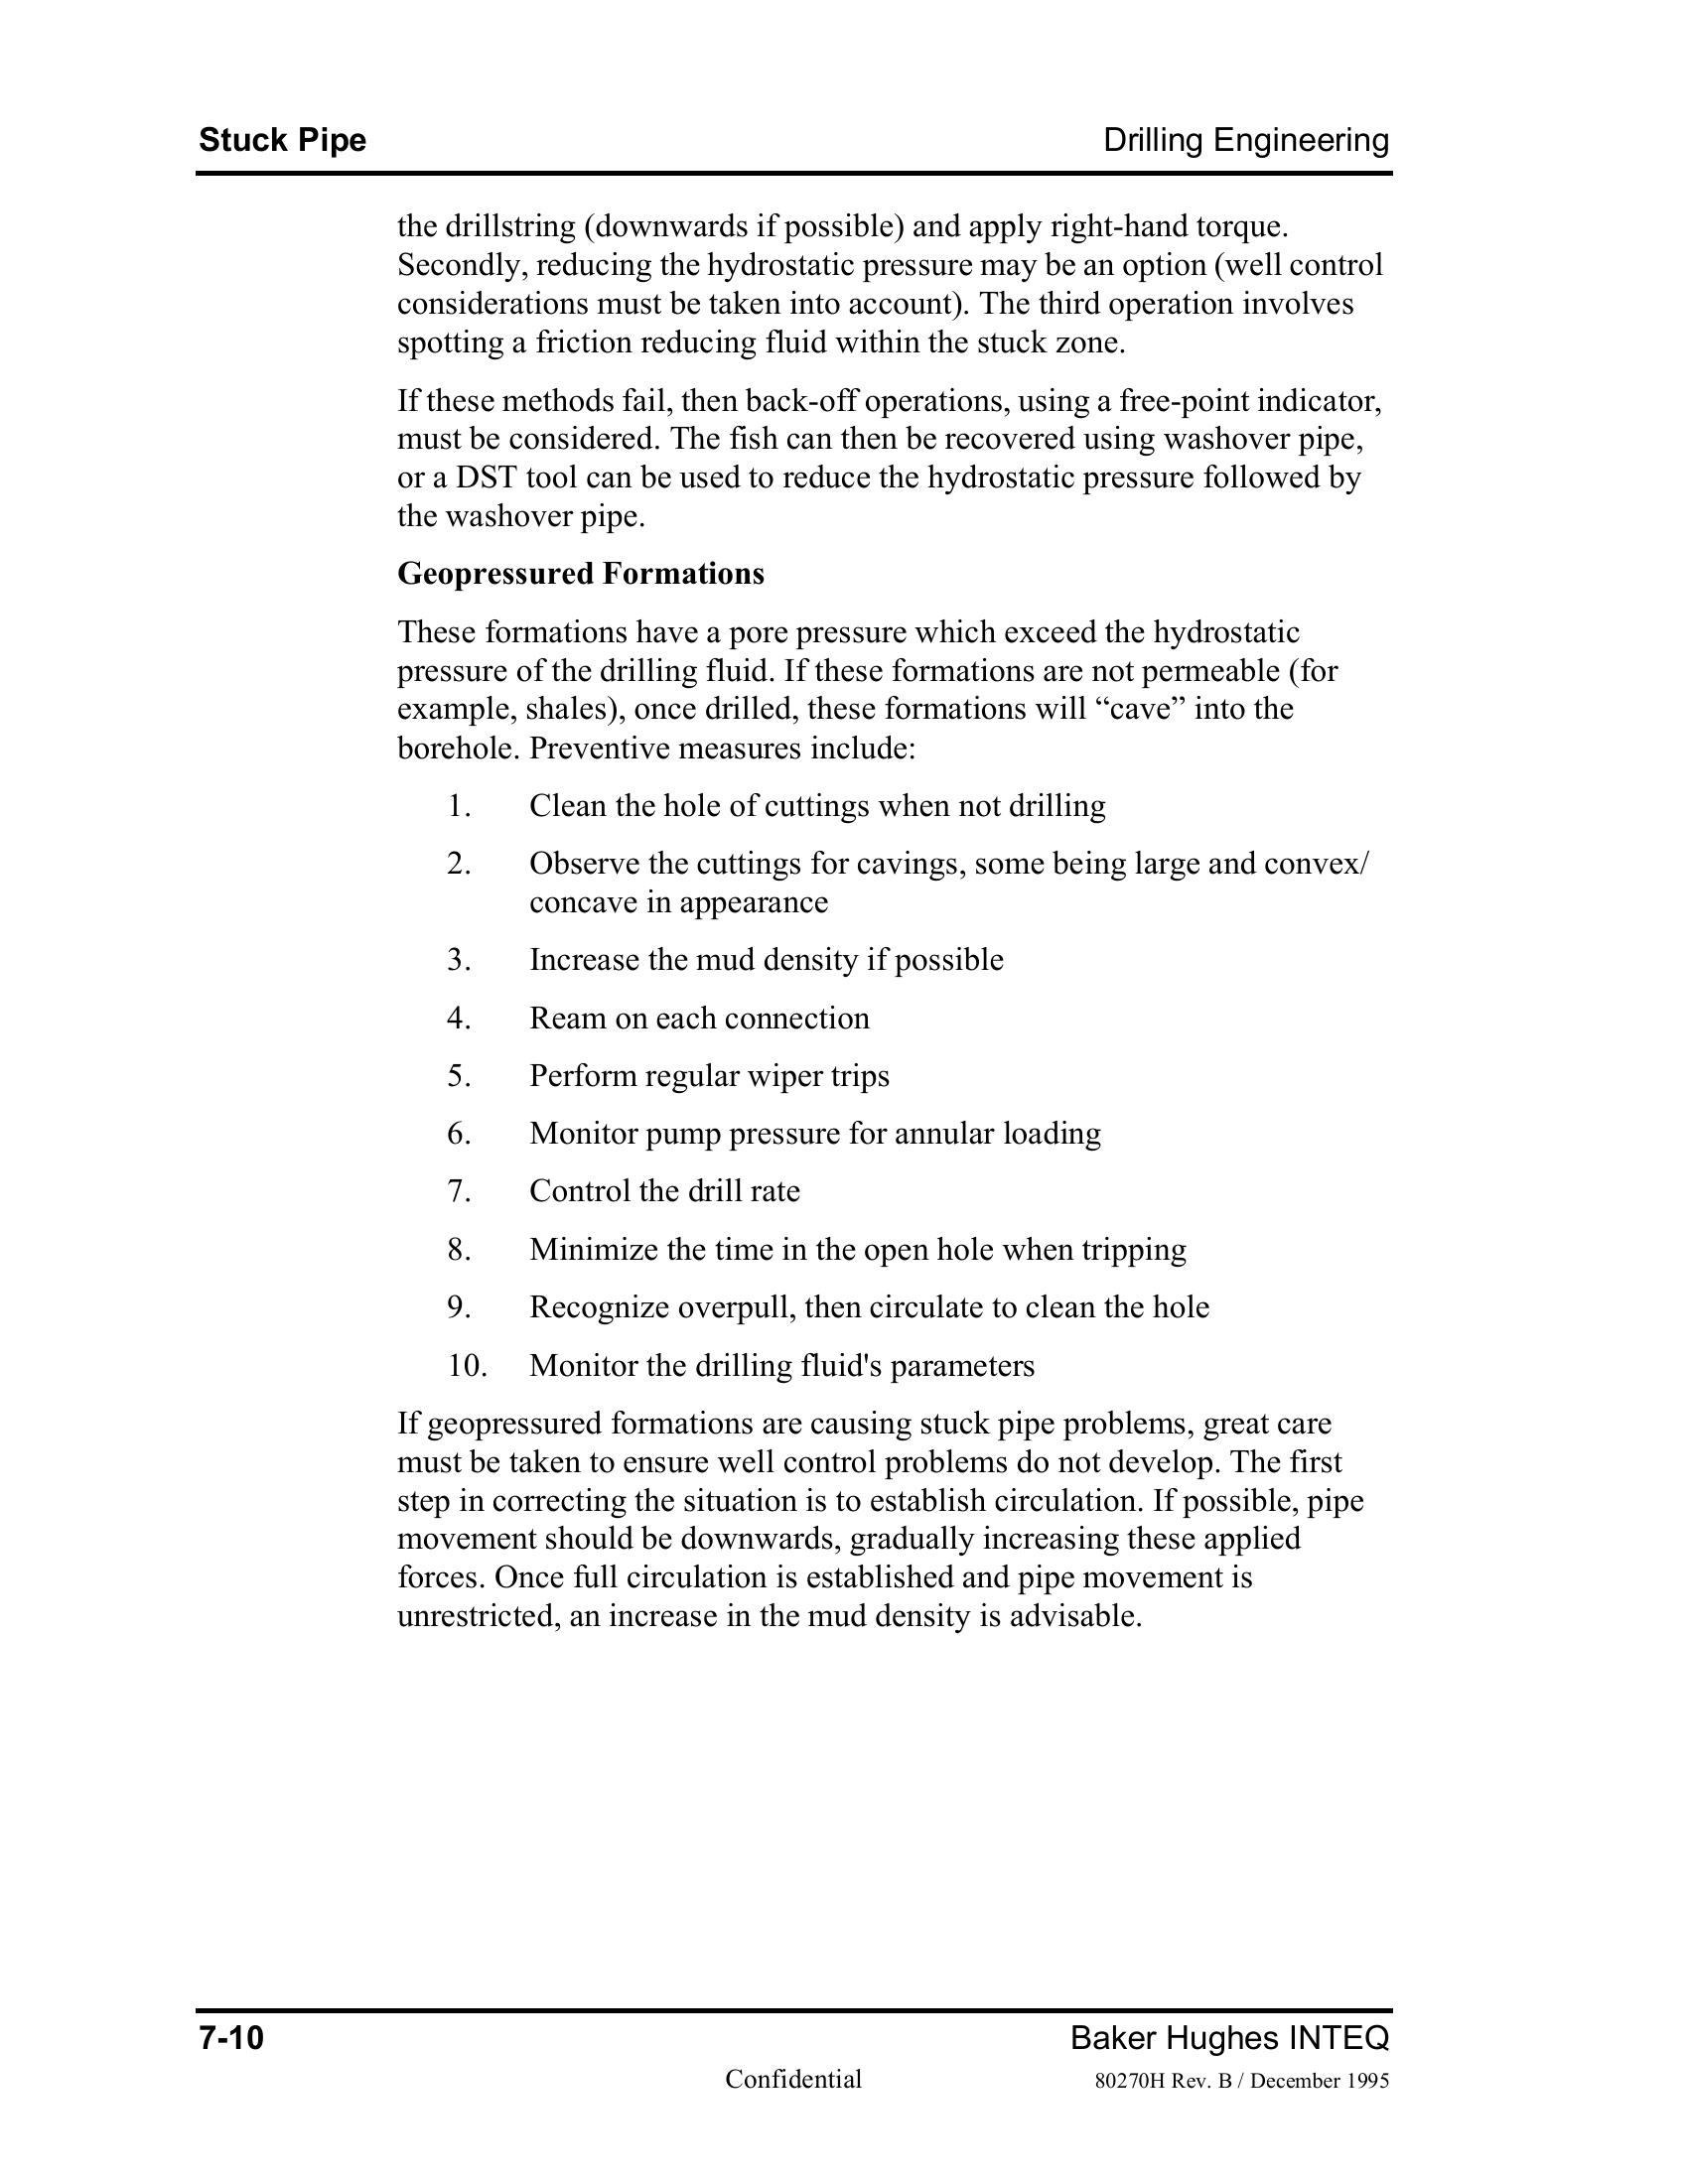 Stuck Pipe
Drilling Engineering
the drillstring (downwards if possible) and apply right-hand torque.
Secondly, reducing the hydrostatic pressure may be an option (well control
considerations must be taken into account). The third operation involves
spotting a friction reducing fluid within the stuck zone.
If these methods fail, then back-off operations, using a free-point indicator,
must be considered. The fish can then be recovered using washover pipe,
or a DST tool can be used to reduce the hydrostatic pressure followed by
the washover pipe.
Geopressured Formations
These formations have a pore pressure which exceed the hydrostatic
pressure of the drilling fluid. If these formations are not permeable (for
example, shales), once drilled, these formations will “cave” into the
borehole. Preventive measures include:
1. Clean the hole of cuttings when not drilling
2. Observe the cuttings for cavings, some being large and convex/
concave in appearance
3. Increase the mud density if possible
4. Ream on each connection
5. Perform regular wiper trips
6. Monitor pump pressure for annular loading
7. Control the drill rate
8. Minimize the time in the open hole when tripping
9. Recognize overpull, then circulate to clean the hole
10. Monitor the drilling fluid's parameters
If geopressured formations are causing stuck pipe problems, great care
must be taken to ensure well control problems do not develop. The first
step in correcting the situation is to establish circulation. If possible, pipe
movement should be downwards, gradually increasing these applied
forces. Once full circulation is established and pipe movement is
unrestricted, an increase in the mud density is advisable.
7-10
Baker Hughes INTEQ
Confidential
80270H Rev. B / December 1995